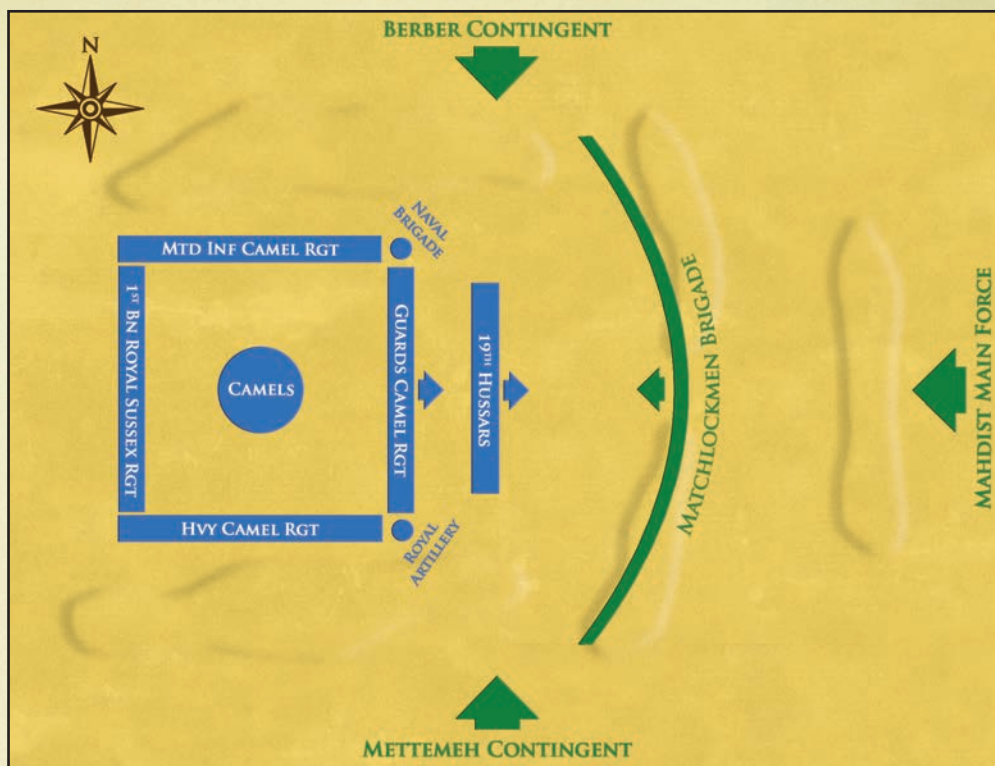 BERBER CONTINGENT
N
NAVAL
BRIGADE
MTD INF CAMEL RGT
1ST BN ROYAL SUSSEX RGT
CAMELS
GUARDS CAMEL RGT
19TH HUSSARS
MATCHLOCKMEN BRIGADE
MAHDIST MAIN FORCE
HVY CAMEL RGT
ROYAL
ARTILLERY
METTEMEH CONTINGENT